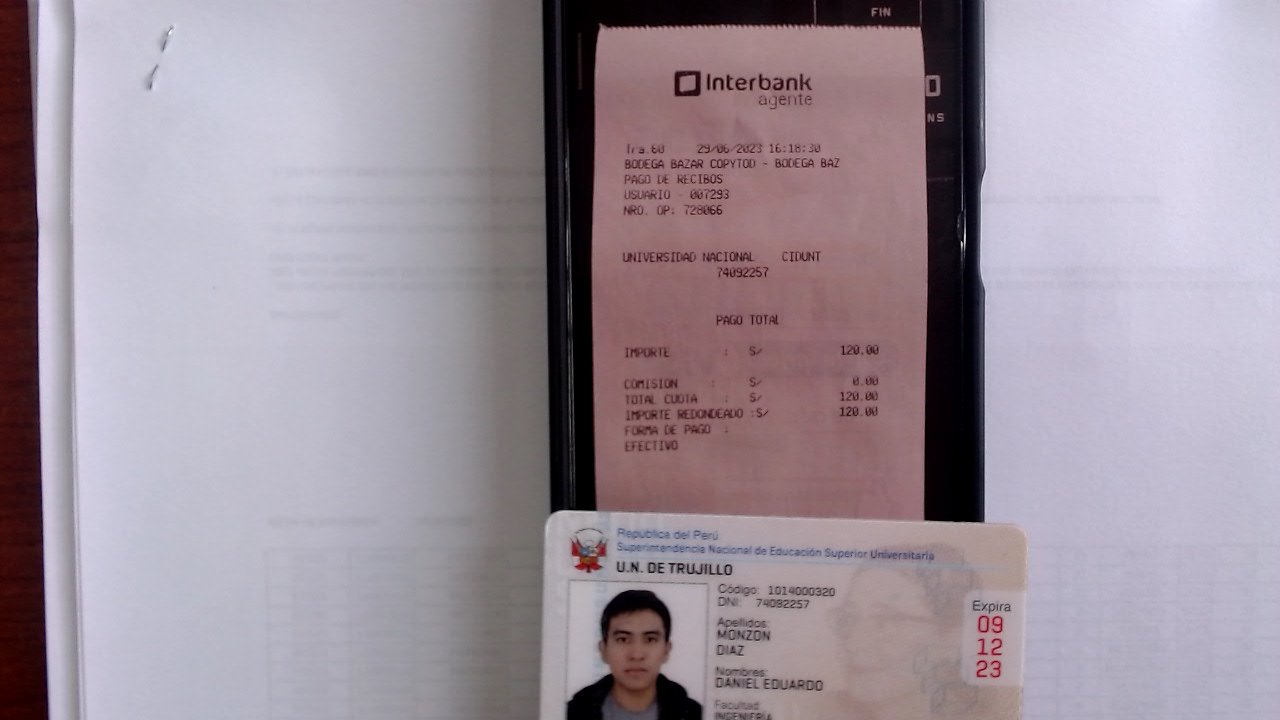 FIN
NS
Interbank
agente
Tra.60 29/06/2023 16:18:30
BODEGA BAZAR COPYTOD - BODEGA BAZ
PAGO DE RECIBOS
USUARIO - 007293
NRO. OP: 728066
UNIVERSIDAD NACIONAL CIDUNT
74092257
PAGO TOTAL
IMPORTE : S/ 120.00
COMISION : S/ 0.00
TOTAL CUOTA : S/ 120.00
IMPORTE REDONDEADO :S/ 120.00
FORMA DE PAGO :
EFECTIVO
República del Perú
Superintendencia Nacional de Educación Superior Universitaria
U.N. DE TRUJILLO
Código: 1014000320
DNI: 74092257
Apellidos:
MONZON
DIAZ
Nombres:
DANIEL EDUARDO
Facultad:
INGENIERÍA
Expira
09
12
23